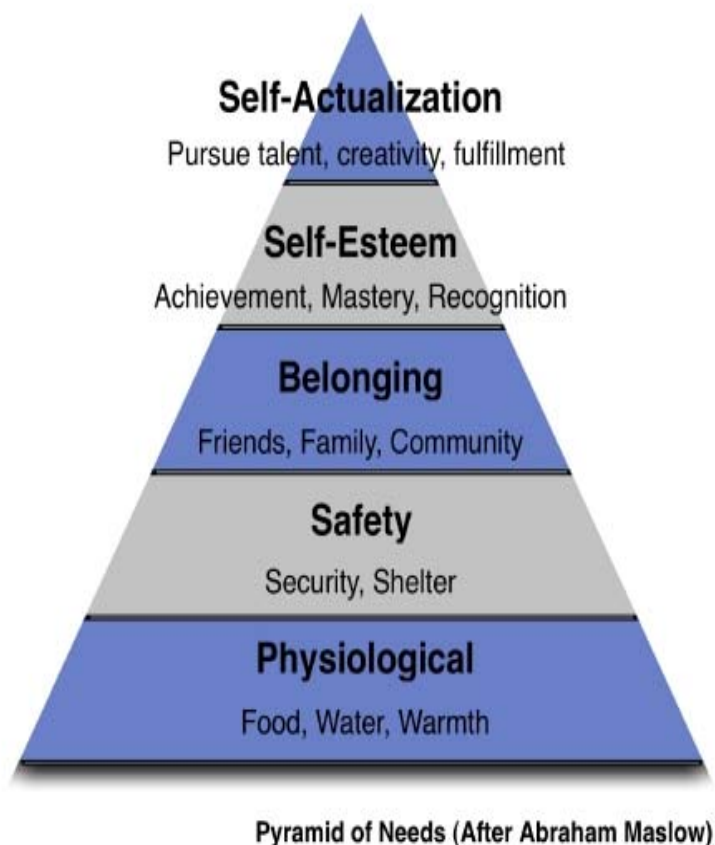 Self-Actualization
Pursue talent, creativity, fulfillment
Self-Esteem
Achievement, Mastery, Recognition
Belonging
Friends, Family, Community
Safety
Security, Shelter
Physiological
Food, Water, Warmth
Pyramid of Needs (After Abraham Maslow)